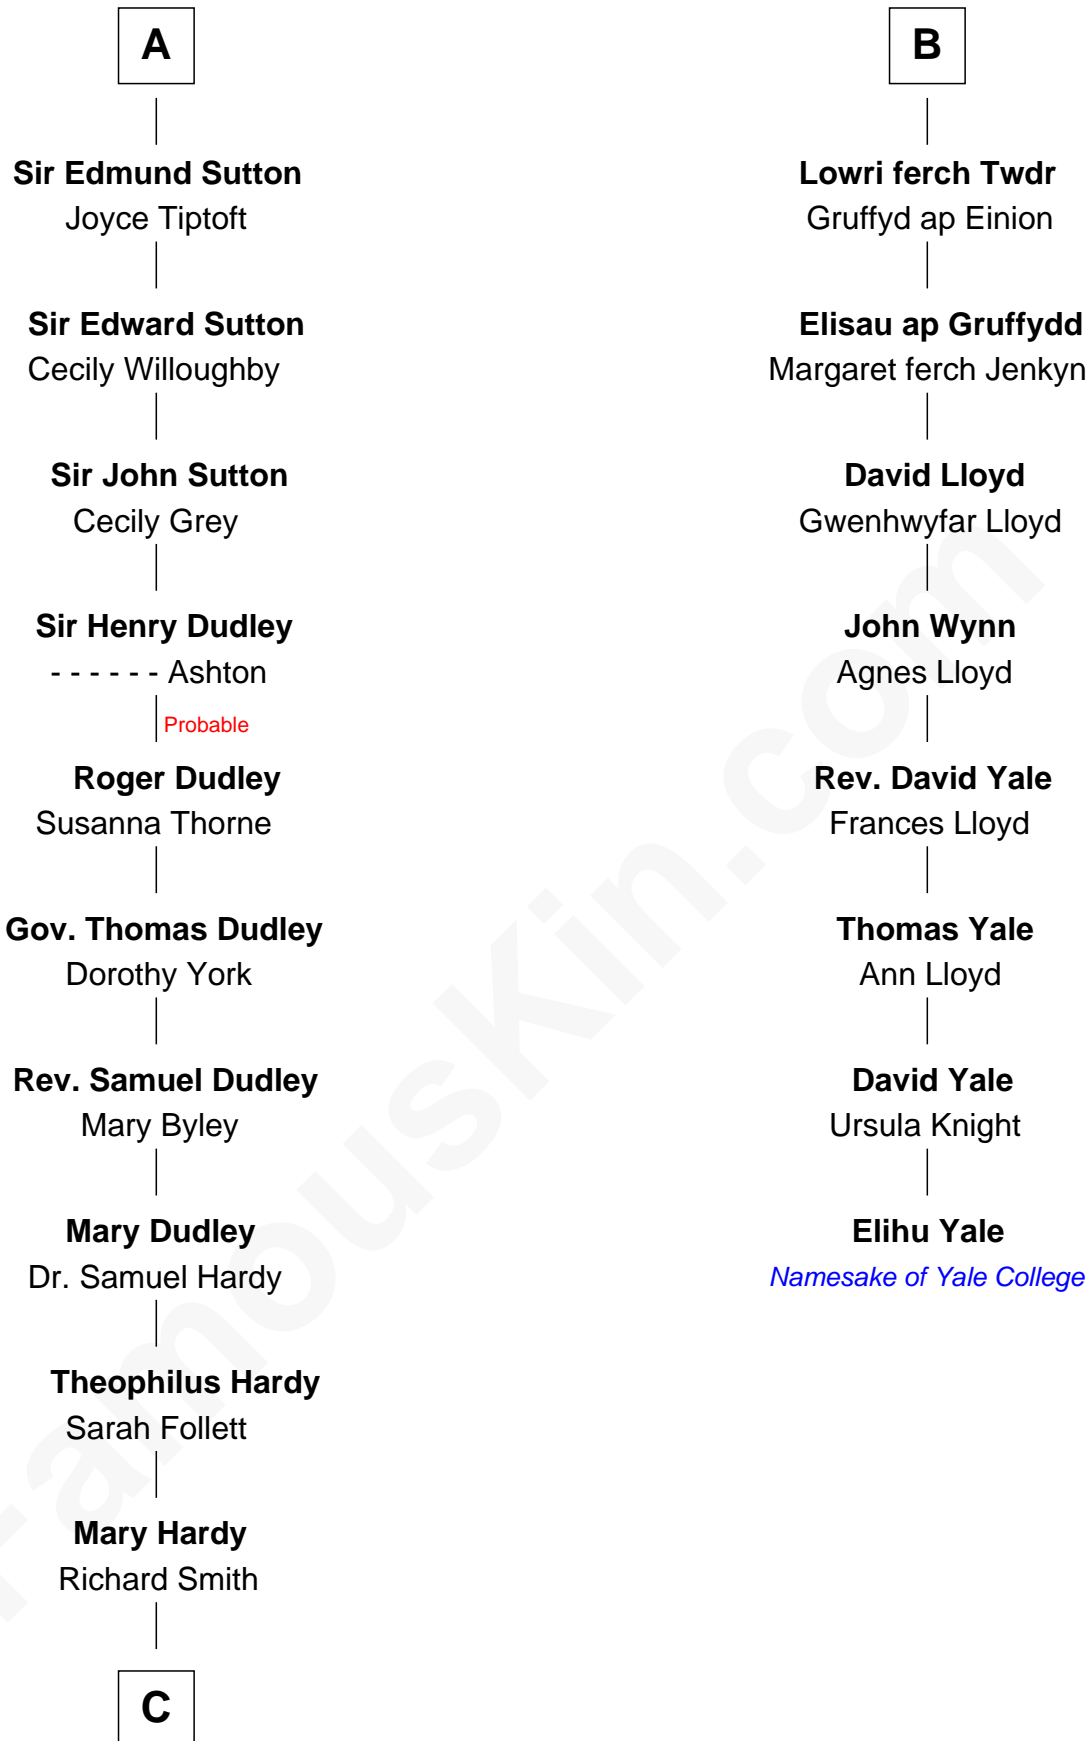 A
Sir Edmund Sutton
Joyce Tiptoft
Sir Edward Sutton
Cecily Willoughby
Sir John Sutton
Cecily Grey
Sir Henry Dudley
- - - - - - Ashton
Probable
Roger Dudley
Susanna Thorne
Gov. Thomas Dudley
Dorothy York
Rev. Samuel Dudley
Mary Byley
Mary Dudley
Dr. Samuel Hardy
Theophilus Hardy
Sarah Follett
Mary Hardy
Richard Smith
C
B
Lowri ferch Twdr
Gruffyd ap Einion
Elisau ap Gruffydd
Margaret ferch Jenkyn
David Lloyd
Gwenhwyfar Lloyd
John Wynn
Agnes Lloyd
Rev. David Yale
Frances Lloyd
Thomas Yale
Ann Lloyd
David Yale
Ursula Knight
Elihu Yale
Namesake of Yale College
FamousKin.com